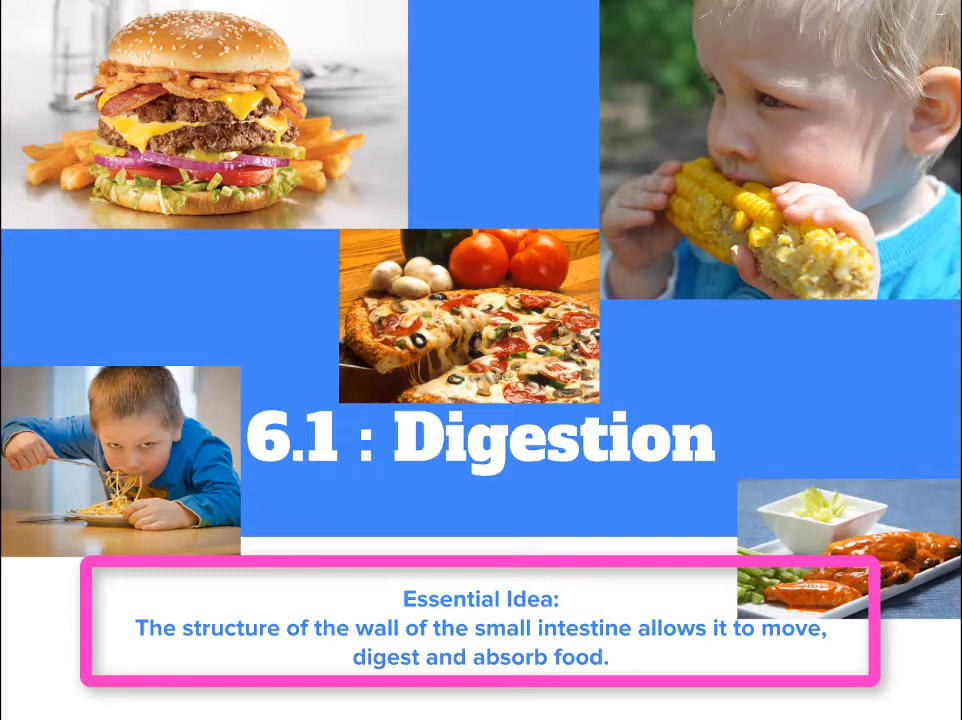 6.1 : Digestion
Essential Idea:
The structure of the wall of the small intestine allows it to move,
digest and absorb food.